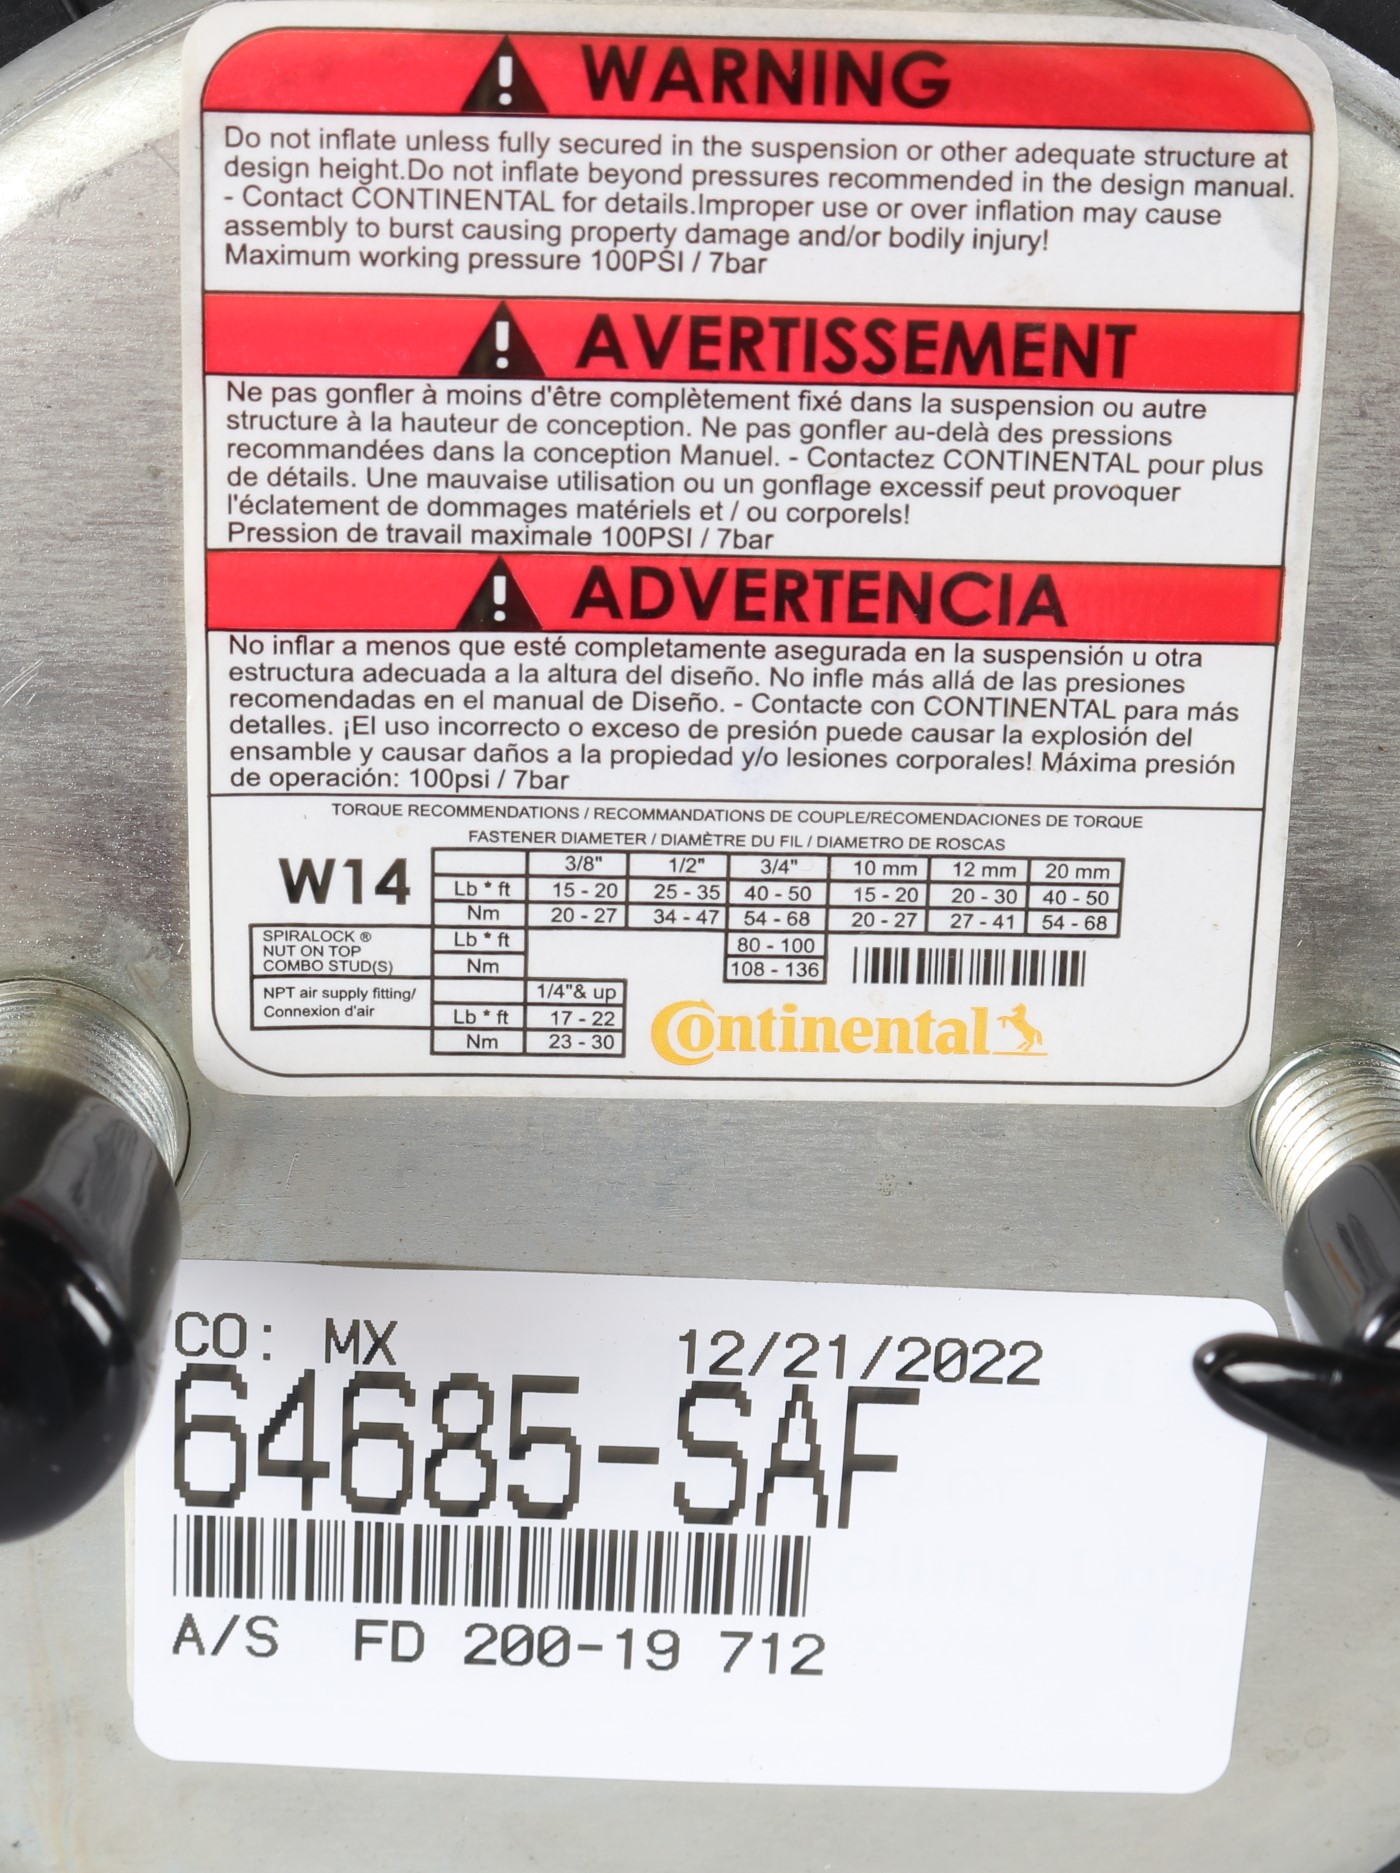 WARNING
Do not inflate unless fully secured in the suspension or other adequate structure at
design height.Do not inflate beyond pressures recommended in the design manual.
- Contact CONTINENTAL for details.Improper use or over inflation may cause
assembly to burst causing property damage and/or bodily injury!
Maximum working pressure 100PSI / 7bar
AVERTISSEMENT
Ne pas gonfler à moins d'être complètement fixé dans la suspension ou autre
structure à la hauteur de conception. Ne pas gonfler au-delà des pressions
recommandées dans la conception Manuel. - Contactez CONTINENTAL pour plus
de détails. Une mauvaise utilisation ou un gonflage excessif peut provoquer
l'éclatement de dommages matériels et / ou corporels!
Pression de travail maximale 100PSI / 7bar
ADVERTENCIA
No inflar a menos que esté completamente asegurada en la suspensión u otra
estructura adecuada a la altura del diseño. No infle más allá de las presiones
recomendadas en el manual de Diseño. - Contacte con CONTINENTAL para más
detalles. ¡El uso incorrecto o exceso de presión puede causar la explosión del
ensamble y causar daños a la propiedad y/o lesiones corporales! Máxima presión
de operación: 100psi / 7bar
TORQUE RECOMMENDATIONS / RECOMMANDATIONS DE COUPLE/RECOMENDACIONES DE TORQUE
FASTENER DIAMETER / DIAMÈTRE DU FIL / DIAMETRO DE ROSCAS
W14
3/8" 1/2" 3/4" 10 mm 12 mm 20 mm
Lb * ft 15 - 20 25 - 35 40 - 50 15 - 20 20 - 30 40 - 50
Nm 20 - 27 34 - 47 54 - 68 20 - 27 27 - 41 54 - 68
SPIRALOCK ®
NUT ON TOP
COMBO STUD(S)
Lb * ft 80 - 100
Nm 108 - 136
NPT air supply fitting/
Connexion d'air
1/4"& up
Lb * ft 17 - 22
Nm 23 - 30
Continental
CO: MX 12/21/2022
64685-SAF
A/S FD 200-19 712